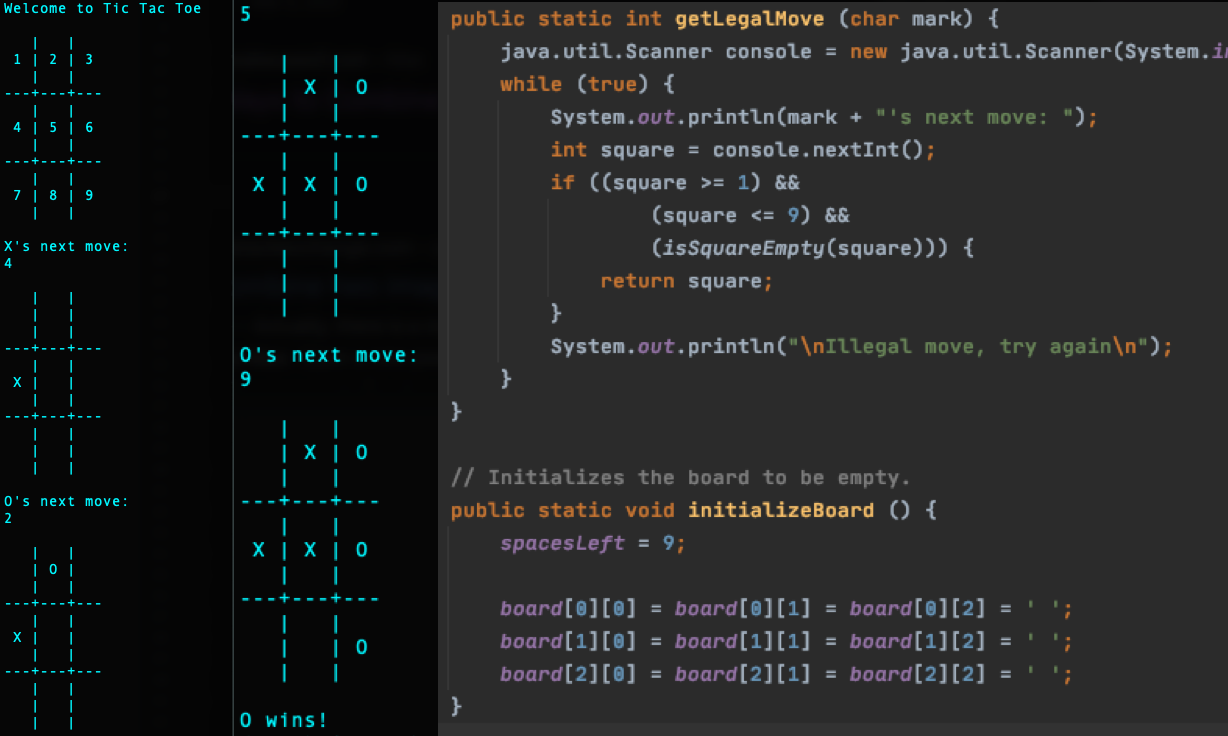 Welcome to Tic Tac Toe
| |
1 | 2 | 3
| |
---+---+---
| |
4 | 5 | 6
| |
---+---+---
| |
7 | 8 | 9
| |
X's next move:
4
| |
| |
| |
---+---+---
| |
X | |
| |
---+---+---
| |
| |
| |
O's next move:
2
| |
| O |
| |
---+---+---
| |
X | |
| |
---+---+---
| |
| |
| |
5
| |
| X | O
| |
---+---+---
| |
X | X | O
| |
---+---+---
| |
| |
| |
O's next move:
9
| |
| X | O
| |
---+---+---
| |
X | X | O
| |
---+---+---
| |
| | O
| |
O wins!
public static int getLegalMove (char mark) {
java.util.Scanner console = new java.util.Scanner(System.in
while (true) {
System.out.println(mark + "'s next move: ");
int square = console.nextInt();
if ((square >= 1) &&
(square <= 9) &&
(isSquareEmpty(square))) {
return square;
}
System.out.println("\nIllegal move, try again\n");
}
}
// Initializes the board to be empty.
public static void initializeBoard () {
spacesLeft = 9;
board[0][0] = board[0][1] = board[0][2] = ' ';
board[1][0] = board[1][1] = board[1][2] = ' ';
board[2][0] = board[2][1] = board[2][2] = ' ';
}